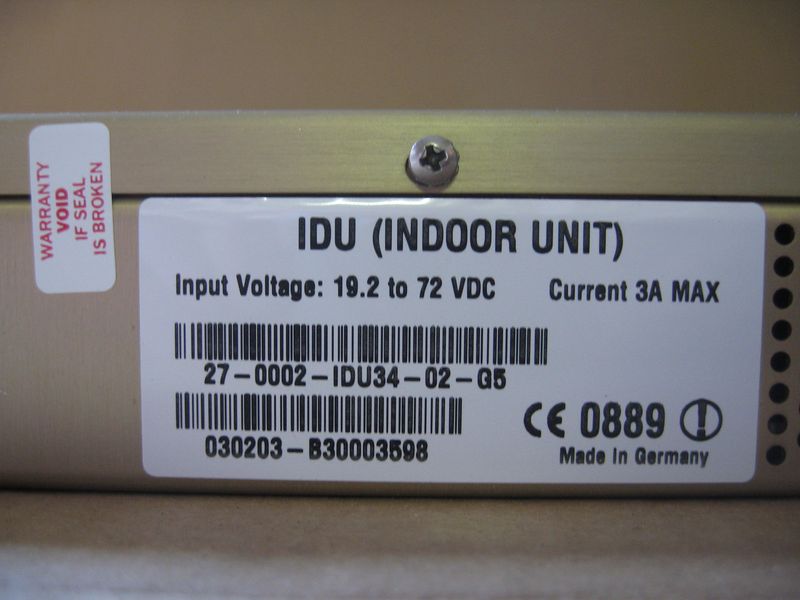 WARRANTY
VOID
IF SEAL
IS BROKEN
IDU (INDOOR UNIT)
Input Voltage: 19.2 to 72 VDC Current 3A MAX
27-0002-IDU34-02-G5
030203-B30003598
CE 0889
Made In Germany